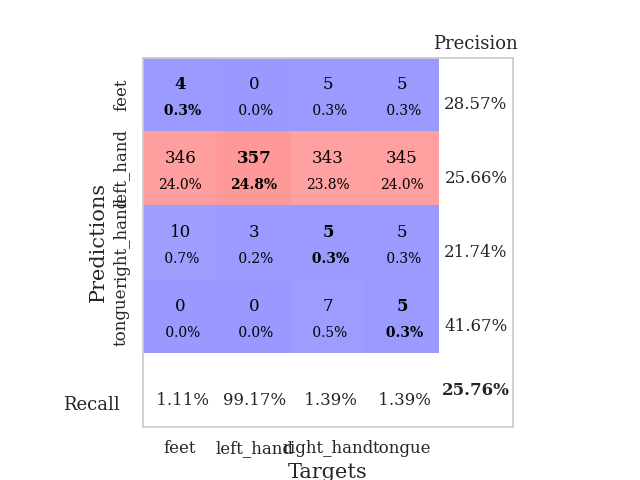 Precision
feet
4 0 5 5
0.3% 0.0% 0.3% 0.3%
28.57%
left_hand
346 357 343 345
24.0% 24.8% 23.8% 24.0%
25.66%
right_hand
10 3 5 5
0.7% 0.2% 0.3% 0.3%
21.74%
tongue
0 0 7 5
0.0% 0.0% 0.5% 0.3%
41.67%
Predictions
Recall
1.11% 99.17% 1.39% 1.39% 25.76%
feet left_hand right_hand tongue
Targets